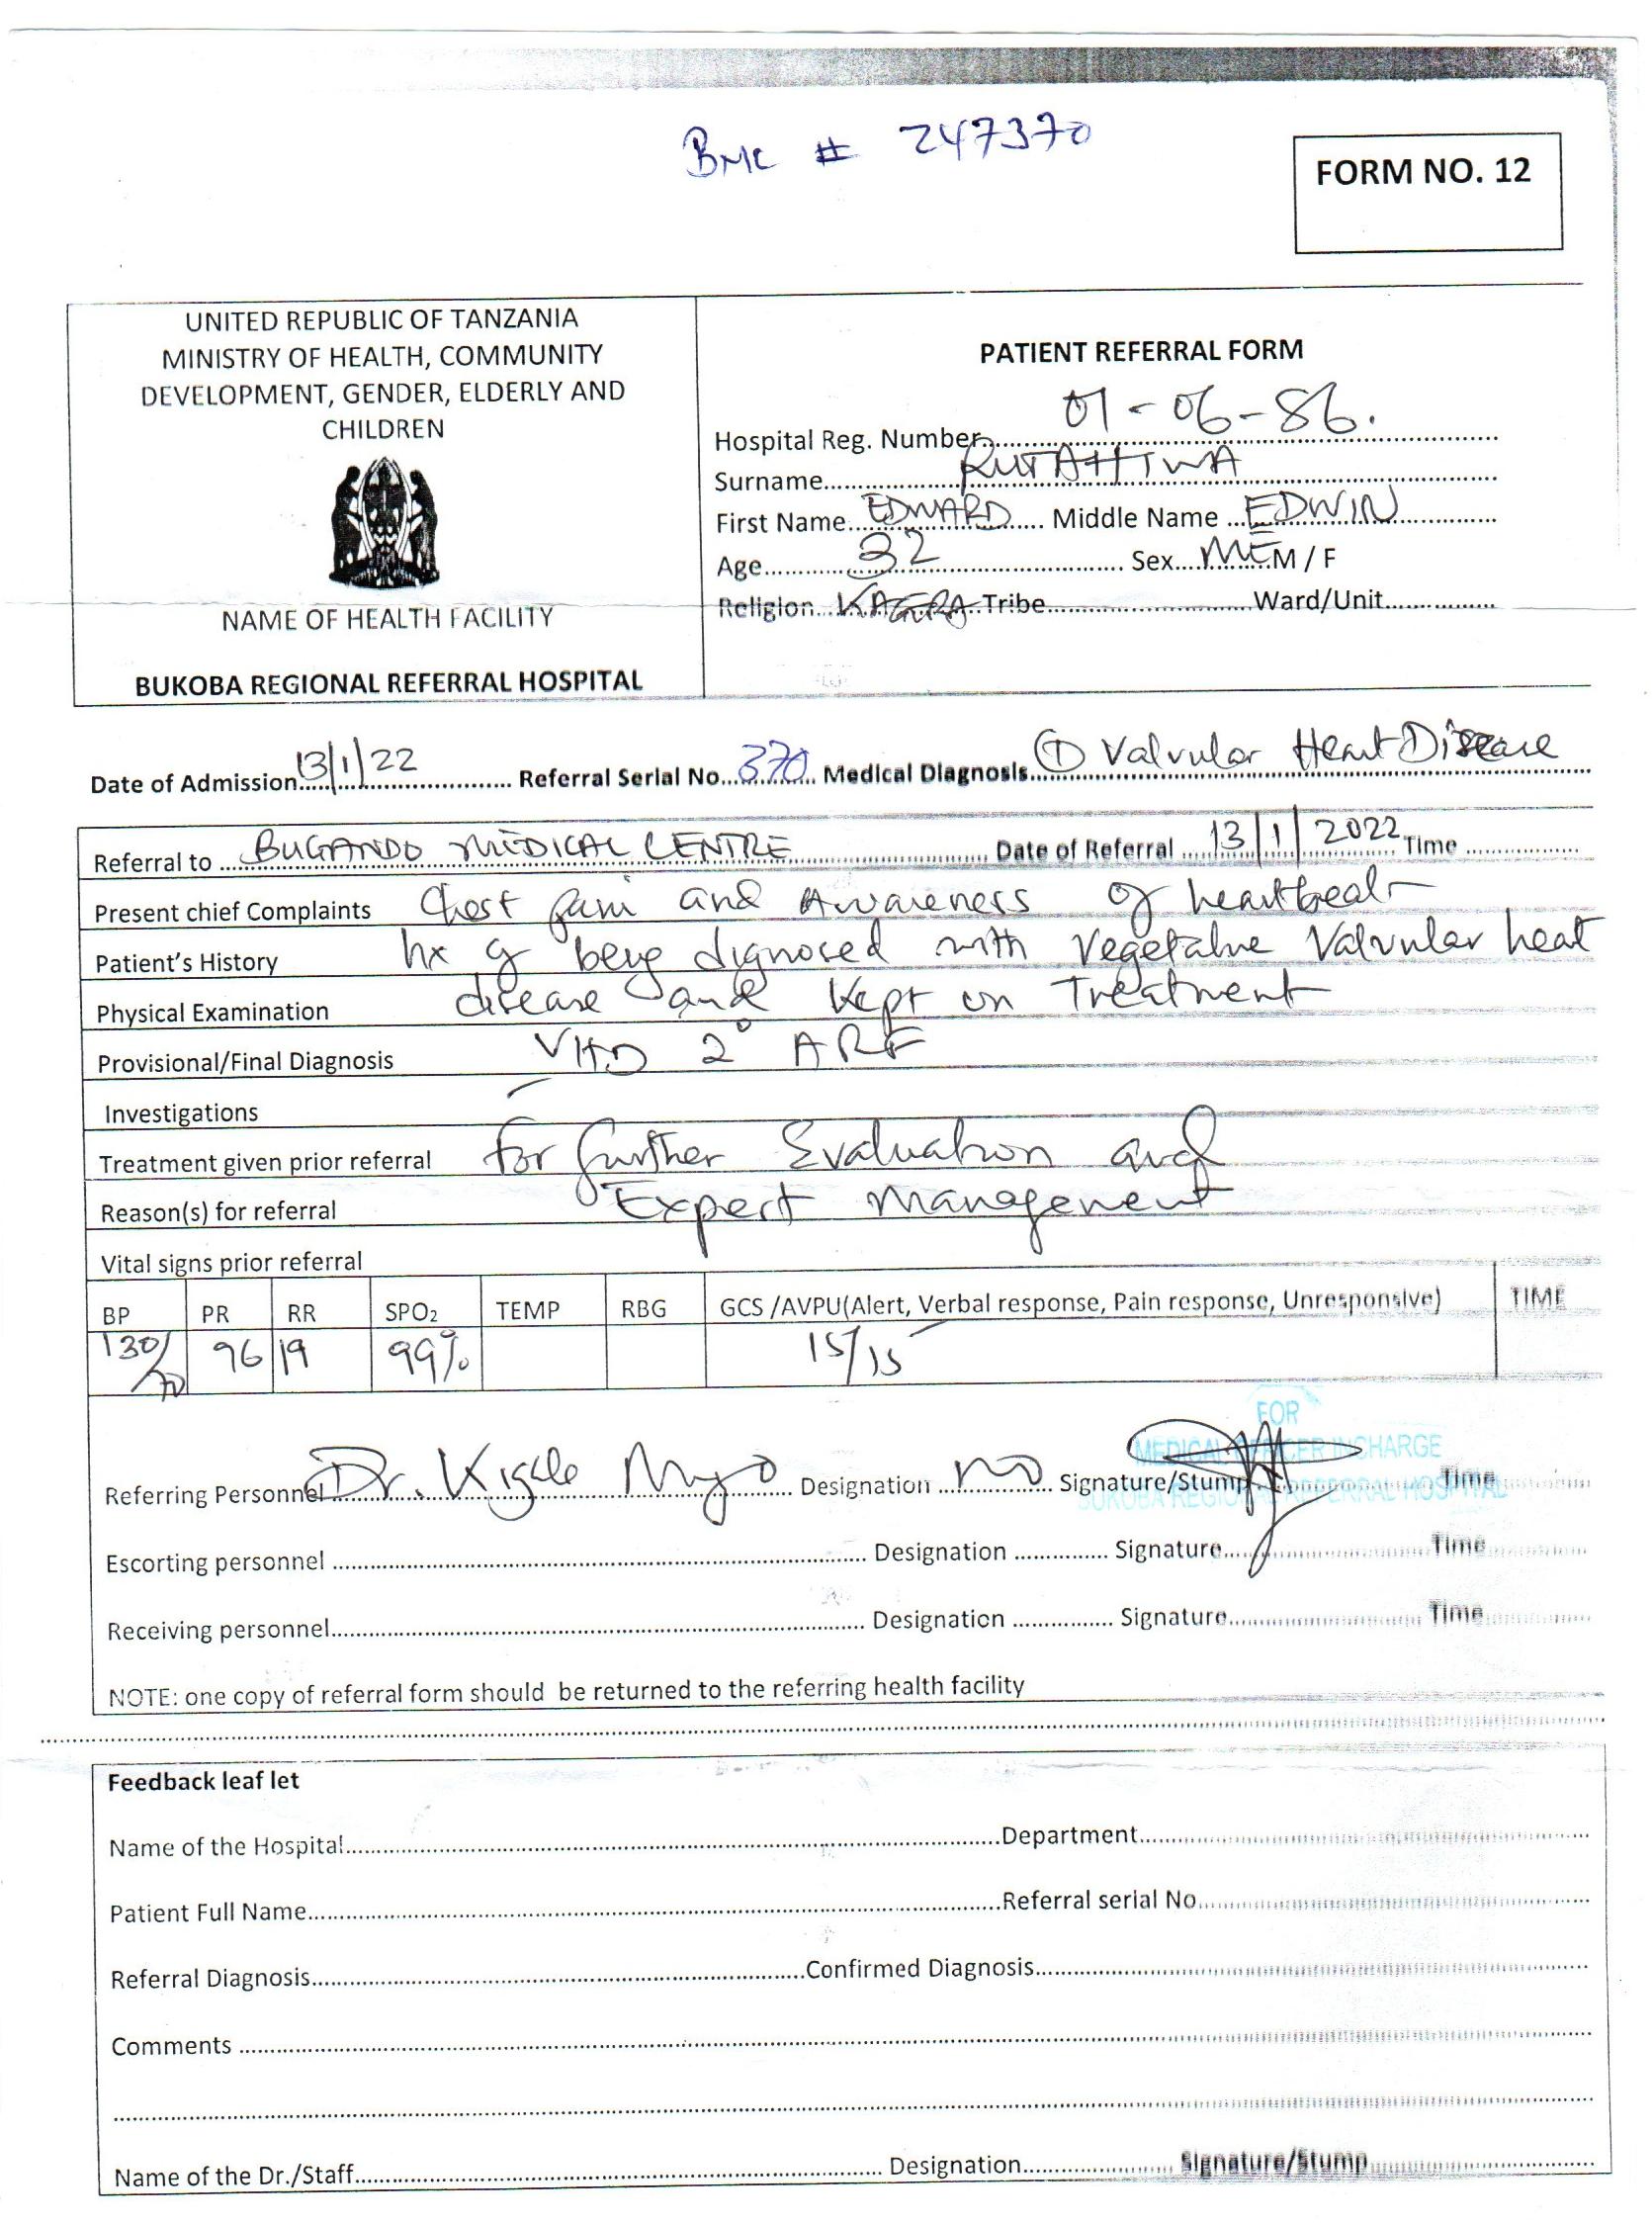 BMC # 247370
FORM NO. 12
UNITED REPUBLIC OF TANZANIA
MINISTRY OF HEALTH, COMMUNITY
DEVELOPMENT, GENDER, ELDERLY AND
CHILDREN
NAME OF HEALTH FACILITY
BUKOBA REGIONAL REFERRAL HOSPITAL
PATIENT REFERRAL FORM
Hospital Reg. Number 01-06-86.
Surname
First Name EDWARD Middle Name EDWIN
Age 32 Sex ME M / F
Religion KAGERA Tribe Ward/Unit
Date of Admission 13/1/22 Referral Serial No. 370 Medical Diagnosis ① Valvular Heart Disease
Referral to BUGANDO MEDICAL CENTRE Date of Referral 13/1/2022 Time
Present chief Complaints Chest pain and Awareness of heartbeat
Patient's History hx of being dignosed with Vegetative Valvular heat
Physical Examination disease and kept on Treatment
Provisional/Final Diagnosis VHD 2° ARF
Investigations
Treatment given prior referral for further Evaluation and
Reason(s) for referral Expert Management
Vital signs prior referral
BP PR RR SPO2 TEMP RBG GCS /AVPU(Alert, Verbal response, Pain response, Unresponsive) TIME
130/70 96 19 99% 15/15
FOR
MEDICAL OFFICER INCHARGE
BUKOBA REGIONAL REFERRAL HOSPITAL
Referring Personnel Dr. Designation MO Signature/Stump Time
Escorting personnel Designation Signature Time
Receiving personnel Designation Signature Time
NOTE: one copy of referral form should be returned to the referring health facility
Feedback leaf let
Name of the Hospital Department
Patient Full Name Referral serial No
Referral Diagnosis Confirmed Diagnosis
Comments
Name of the Dr./Staff Designation Signature/Stump